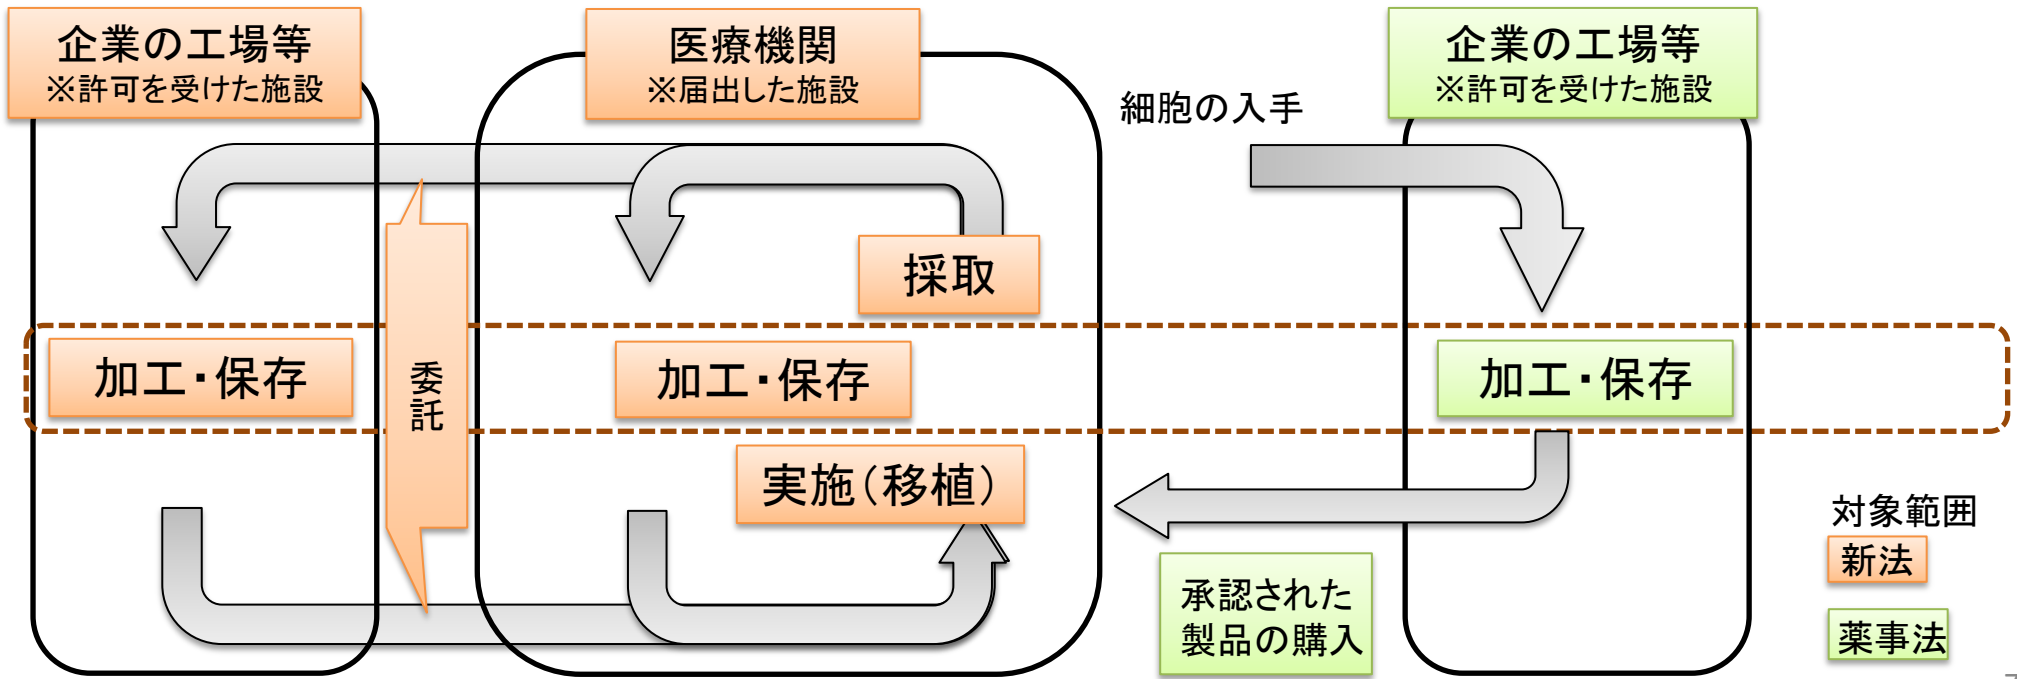 企業の工場等
※許可を受けた施設
医療機関
※届出した施設
細胞の入手
企業の工場等
※許可を受けた施設
採取
加工・保存
委託
加工・保存
加工・保存
実施（移植）
承認された
製品の購入
対象範囲
新法
薬事法